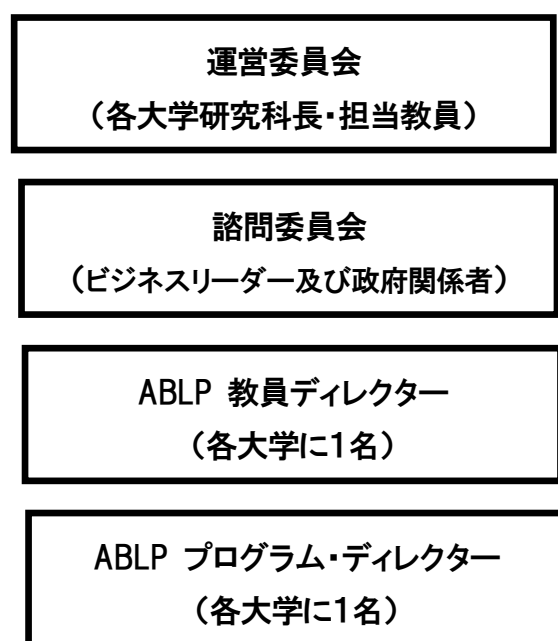 運営委員会
（各大学研究科長・担当教員）
諮問委員会
（ビジネスリーダー及び政府関係者）
ABLP 教員ディレクター
（各大学に1名）
ABLP プログラム・ディレクター
（各大学に1名）